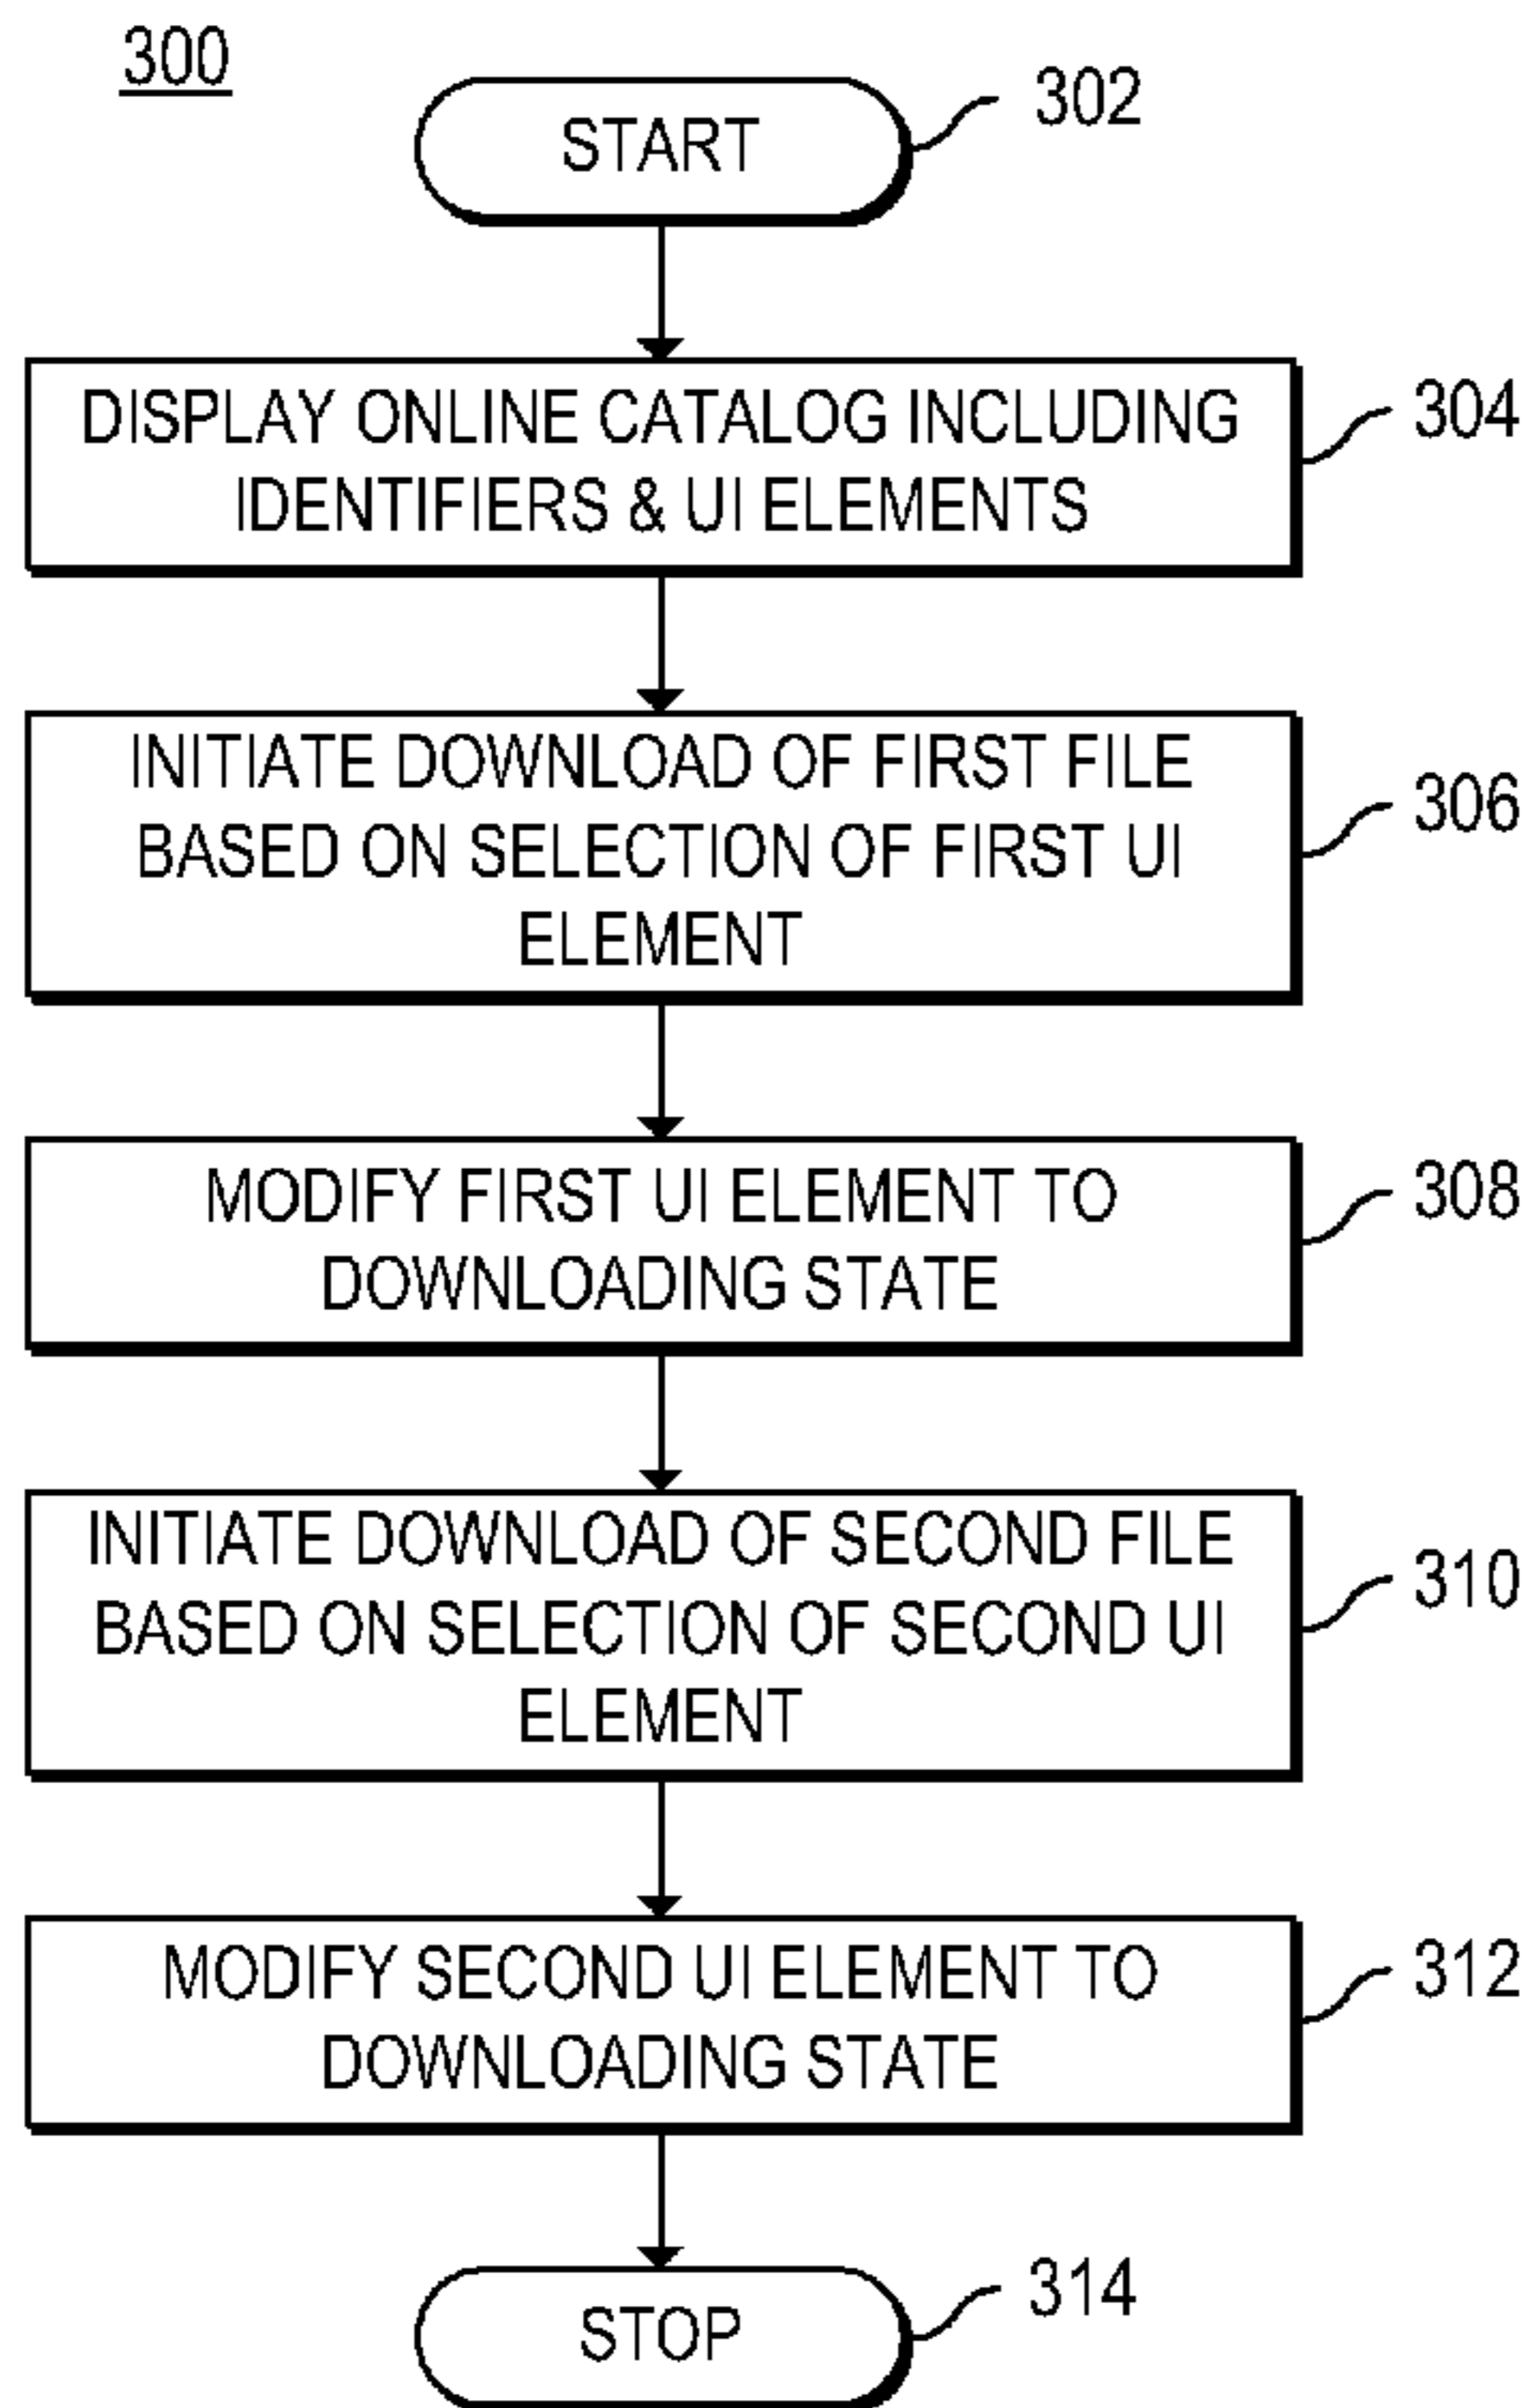 300
START
302
DISPLAY ONLINE CATALOG INCLUDING
IDENTIFIERS & UI ELEMENTS
304
INITIATE DOWNLOAD OF FIRST FILE
BASED ON SELECTION OF FIRST UI
ELEMENT
306
MODIFY FIRST UI ELEMENT TO
DOWNLOADING STATE
308
INITIATE DOWNLOAD OF SECOND FILE
BASED ON SELECTION OF SECOND UI
ELEMENT
310
MODIFY SECOND UI ELEMENT TO
DOWNLOADING STATE
312
STOP
314